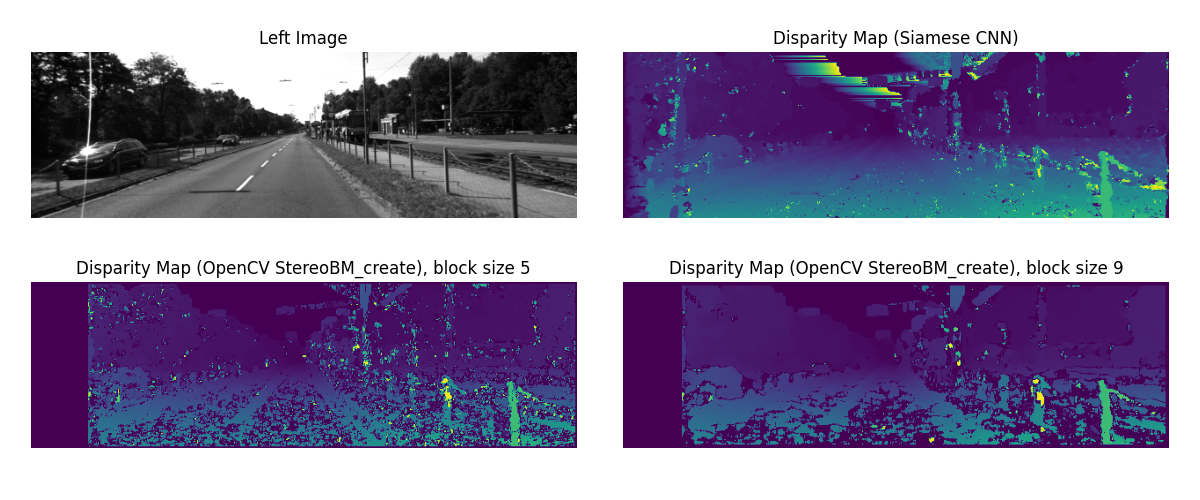 Left Image
Disparity Map (Siamese CNN)
Disparity Map (OpenCV StereoBM_create), block size 5
Disparity Map (OpenCV StereoBM_create), block size 9